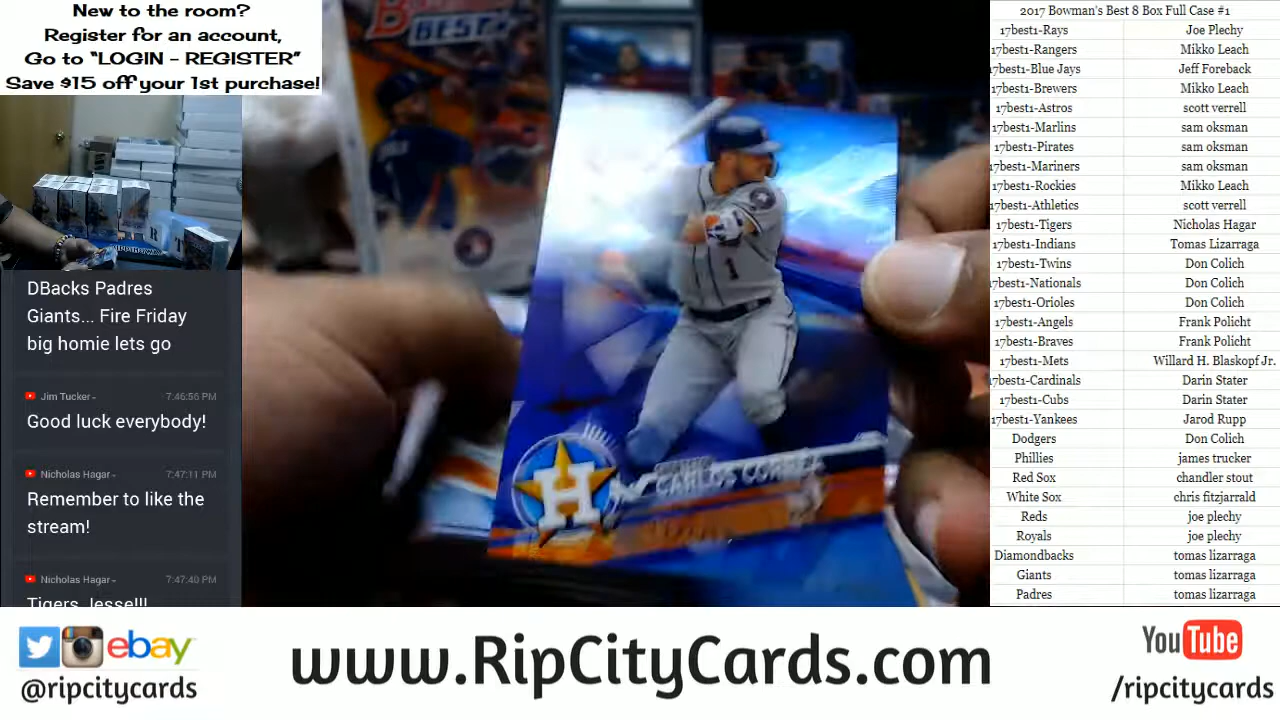 New to the room?
Register for an account,
Go to “LOGIN - REGISTER”
Save $15 off your 1st purchase!
DBacks Padres
Giants... Fire Friday
big homie lets go
Jim Tucker 7:46:56 PM
Good luck everybody!
Nicholas Hagar 7:47:11 PM
Remember to like the
stream!
Nicholas Hagar 7:47:40 PM
Tigers, Jesse!!!
BEST
1
H
CARLOS CORREA
2017 Bowman's Best 8 Box Full Case #1
17best1-Rays Joe Plechy
17best1-Rangers Mikko Leach
17best1-Blue Jays Jeff Foreback
17best1-Brewers Mikko Leach
17best1-Astros scott verrell
17best1-Marlins sam oksman
17best1-Pirates sam oksman
17best1-Mariners sam oksman
17best1-Rockies Mikko Leach
17best1-Athletics scott verrell
17best1-Tigers Nicholas Hagar
17best1-Indians Tomas Lizarraga
17best1-Twins Don Colich
17best1-Nationals Don Colich
17best1-Orioles Don Colich
17best1-Angels Frank Policht
17best1-Braves Frank Policht
17best1-Mets Willard H. Blaskopf Jr.
17best1-Cardinals Darin Stater
17best1-Cubs Darin Stater
17best1-Yankees Jarod Rupp
Dodgers Don Colich
Phillies james trucker
Red Sox chandler stout
White Sox chris fitzjarrald
Reds joe plechy
Royals joe plechy
Diamondbacks tomas lizarraga
Giants tomas lizarraga
Padres tomas lizarraga
ebay
@ripcitycards
www.RipCityCards.com
YouTube
/ripcitycards